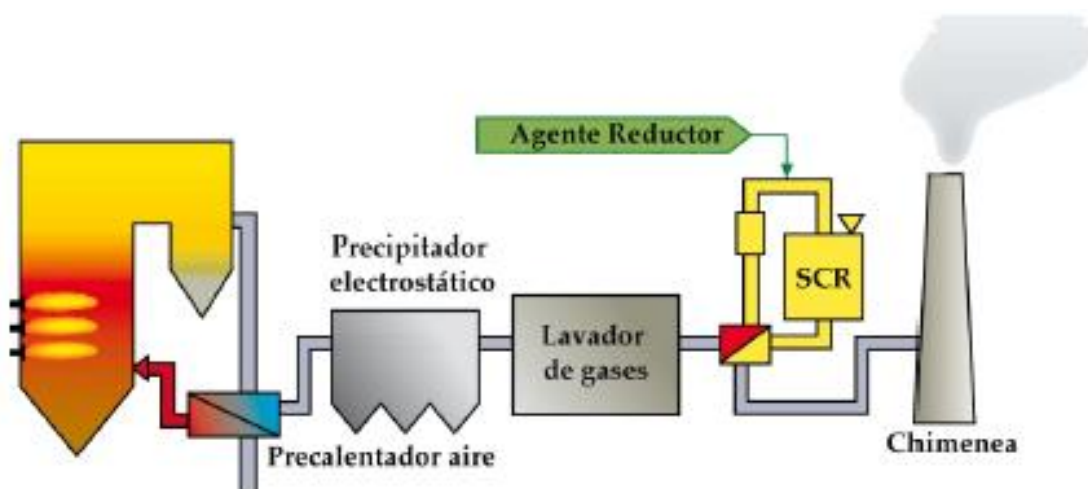 Agente Reductor
Precipitador
electrostático
SCR
Lavador
de gases
Chimenea
Precalentador aire